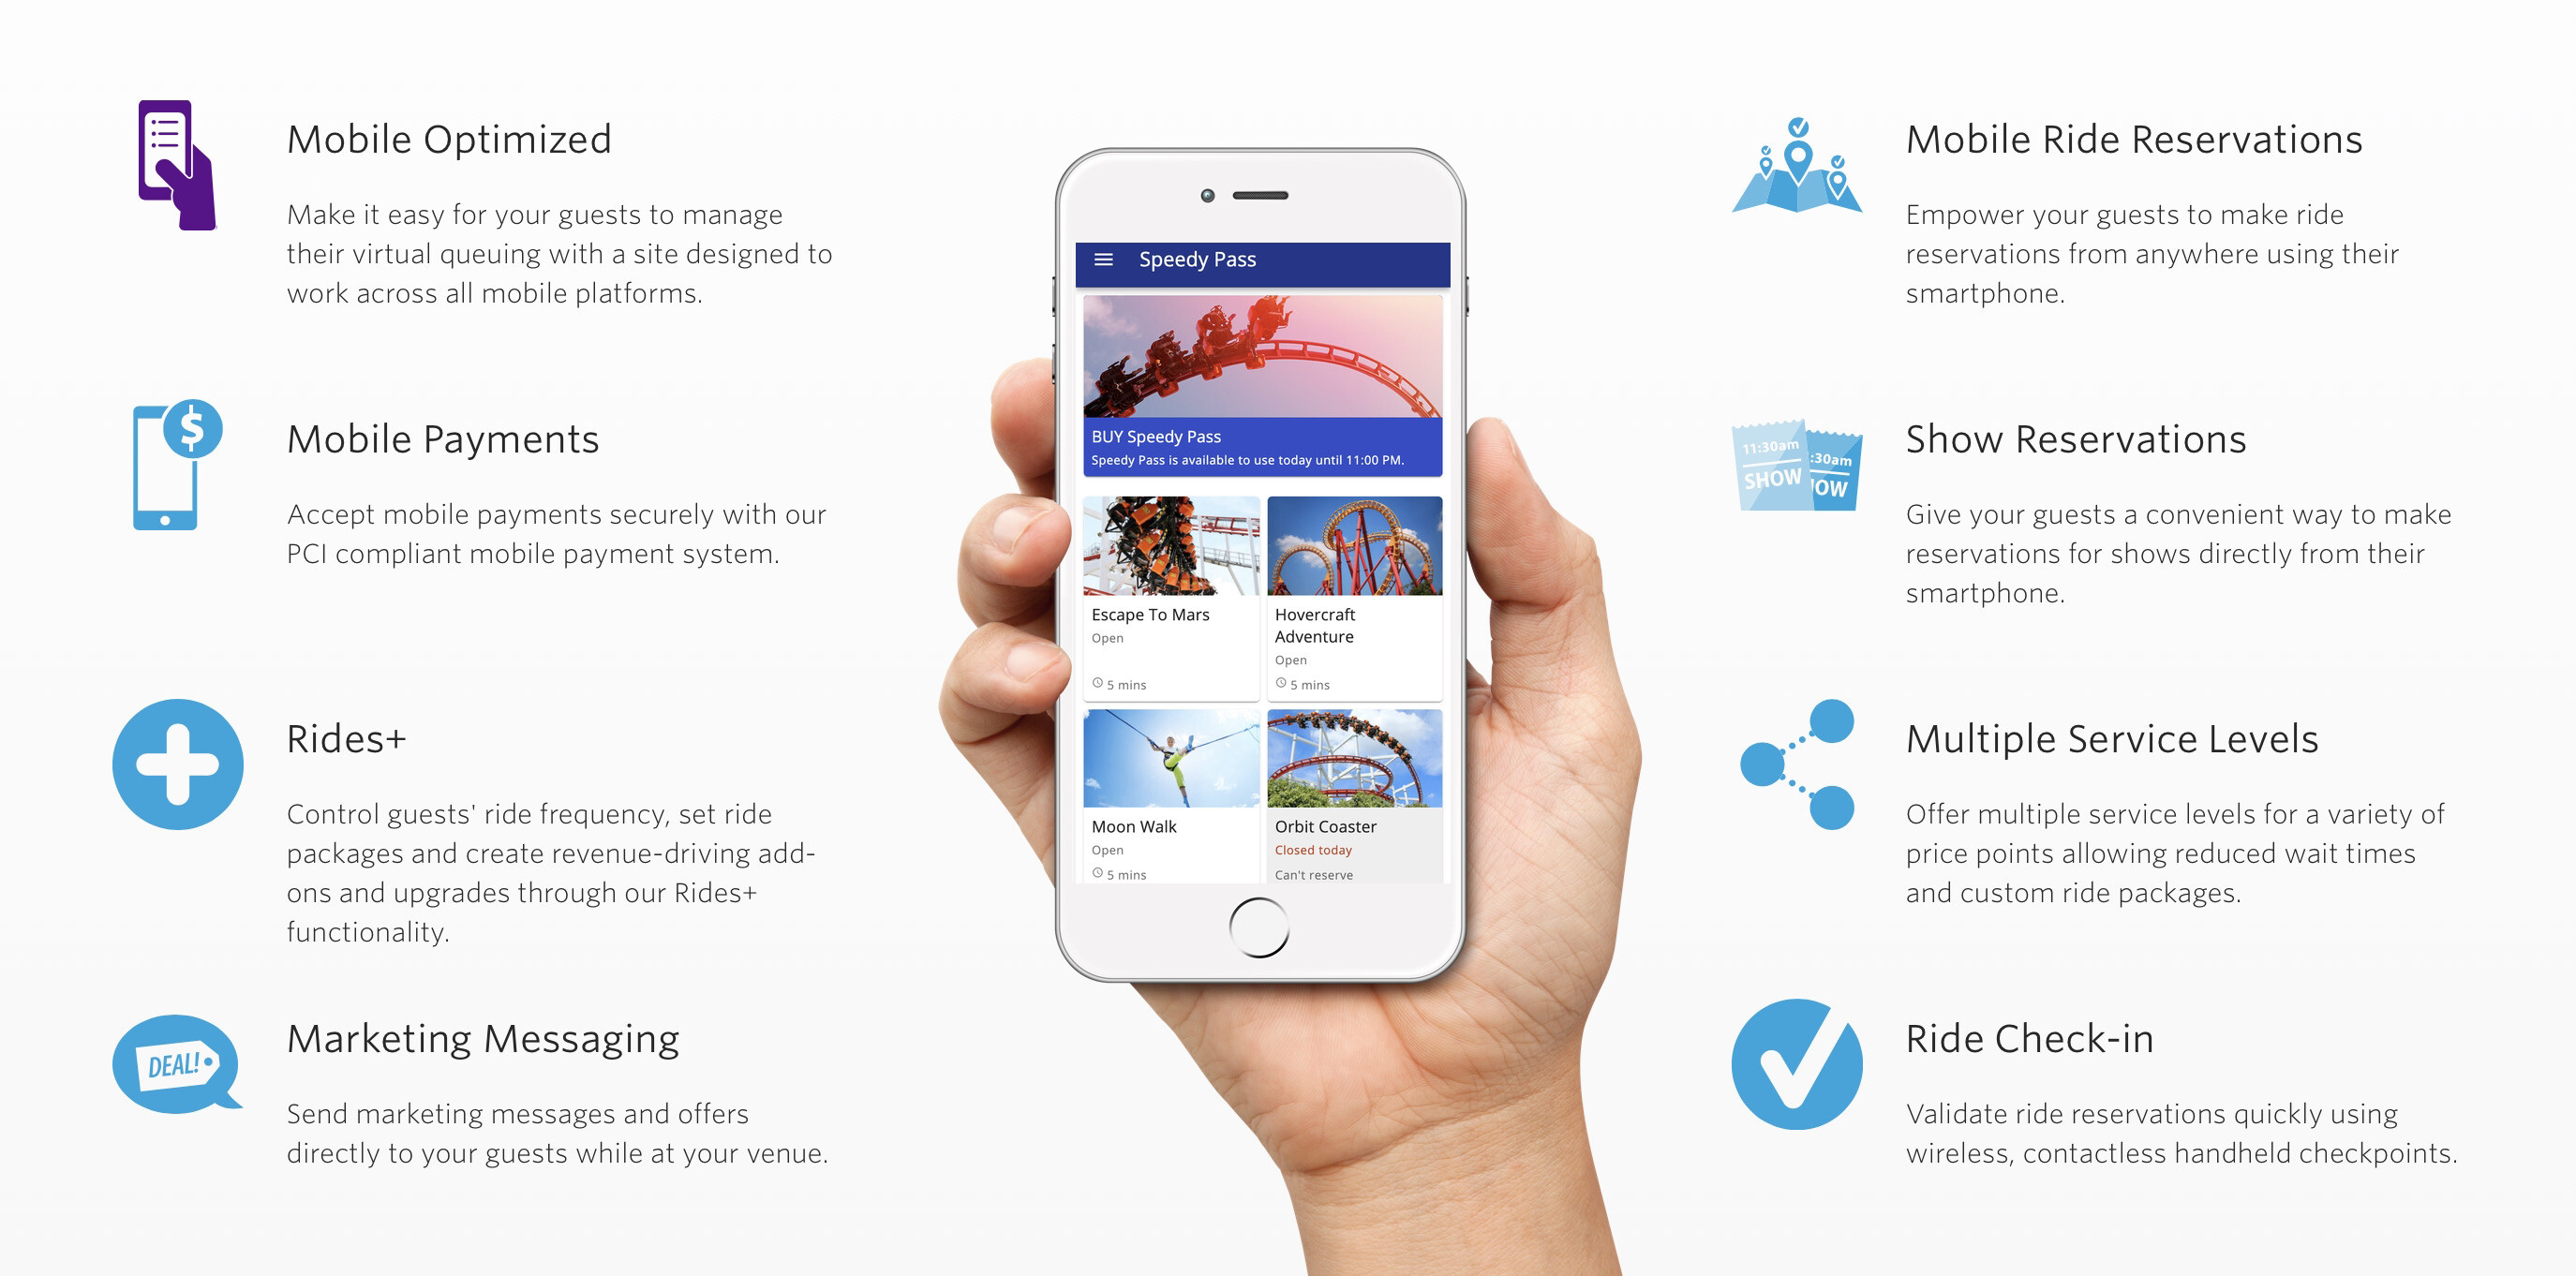 Mobile Optimized
Make it easy for your guests to manage
their virtual queuing with a site designed to
work across all mobile platforms.
Mobile Payments
Accept mobile payments securely with our
PCI compliant mobile payment system.
Rides+
Control guests' ride frequency, set ride
packages and create revenue-driving add-
ons and upgrades through our Rides+
functionality.
DEAL!
Marketing Messaging
Send marketing messages and offers
directly to your guests while at your venue.
Speedy Pass
BUY Speedy Pass
Speedy Pass is available to use today until 11:00 PM.
Escape To Mars
Open
5 mins
Hovercraft
Adventure
Open
5 mins
Moon Walk
Open
5 mins
Orbit Coaster
Closed today
Can't reserve
Mobile Ride Reservations
Empower your guests to make ride
reservations from anywhere using their
smartphone.
11:30am
SHOW
:30am
OW
Show Reservations
Give your guests a convenient way to make
reservations for shows directly from their
smartphone.
Multiple Service Levels
Offer multiple service levels for a variety of
price points allowing reduced wait times
and custom ride packages.
Ride Check-in
Validate ride reservations quickly using
wireless, contactless handheld checkpoints.